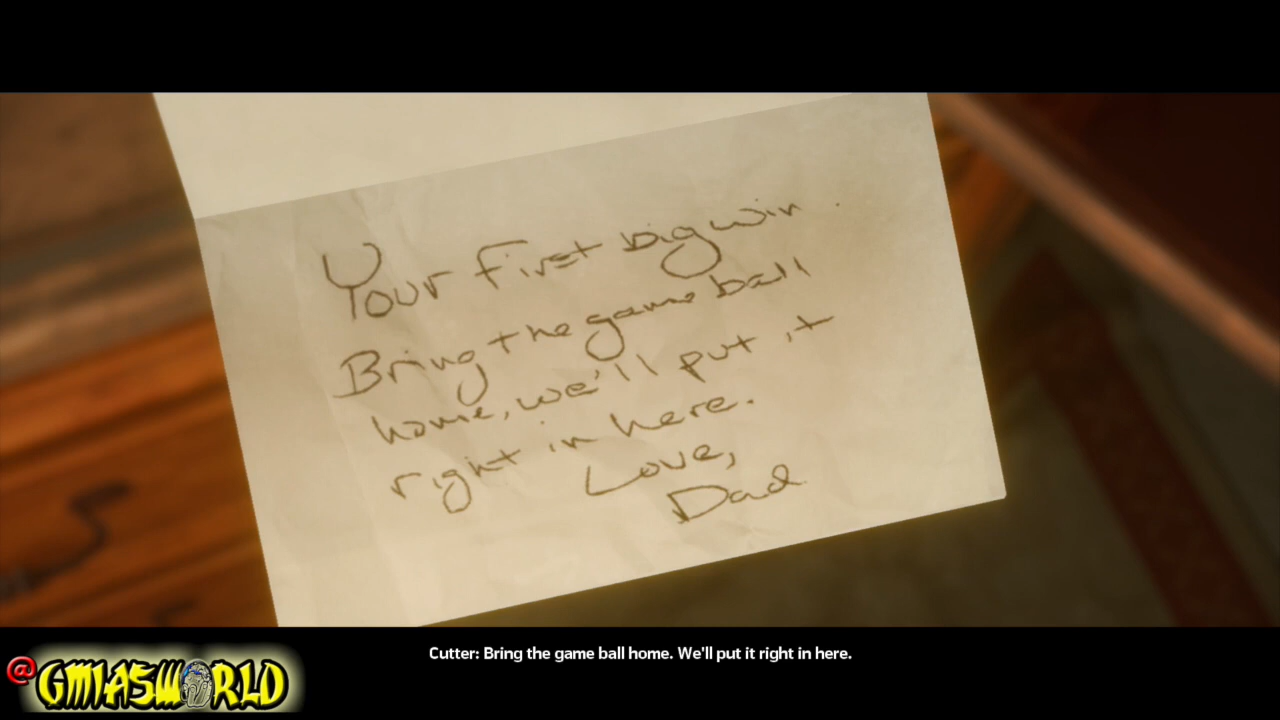 Your first big win.
Bring the game ball
home, we'll put it
right in here.
Love,
Dad
Cutter: Bring the game ball home. We'll put it right in here.
@GMIASWORLD